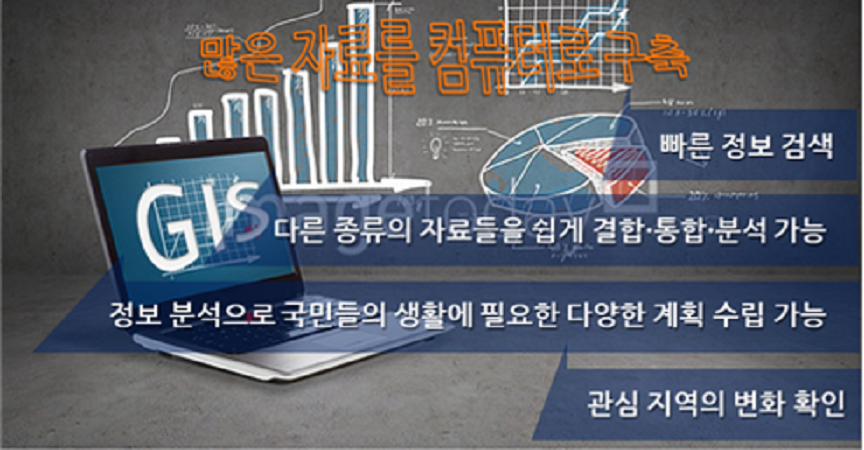 많은 자료를 컴퓨터로 구축
빠른 정보 검색
GIS
다른 종류의 자료들을 쉽게 결합·통합·분석 가능
정보 분석으로 국민들의 생활에 필요한 다양한 계획 수립 가능
관심 지역의 변화 확인